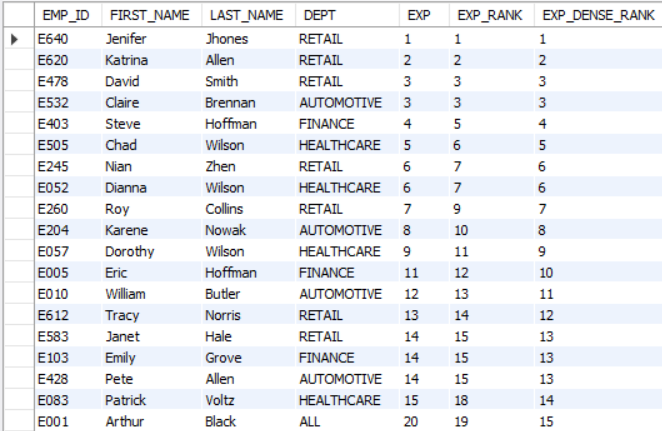 EMP_ID FIRST_NAME LAST_NAME DEPT EXP EXP_RANK EXP_DENSE_RANK
E640 Jenifer Jhones RETAIL 1 1 1
E620 Katrina Allen RETAIL 2 2 2
E478 David Smith RETAIL 3 3 3
E532 Claire Brennan AUTOMOTIVE 3 3 3
E403 Steve Hoffman FINANCE 4 5 4
E505 Chad Wilson HEALTHCARE 5 6 5
E245 Nian Zhen RETAIL 6 7 6
E052 Dianna Wilson HEALTHCARE 6 7 6
E260 Roy Collins RETAIL 7 9 7
E204 Karene Nowak AUTOMOTIVE 8 10 8
E057 Dorothy Wilson HEALTHCARE 9 11 9
E005 Eric Hoffman FINANCE 11 12 10
E010 William Butler AUTOMOTIVE 12 13 11
E612 Tracy Norris RETAIL 13 14 12
E583 Janet Hale RETAIL 14 15 13
E103 Emily Grove FINANCE 14 15 13
E428 Pete Allen AUTOMOTIVE 14 15 13
E083 Patrick Voltz HEALTHCARE 15 18 14
E001 Arthur Black ALL 20 19 15